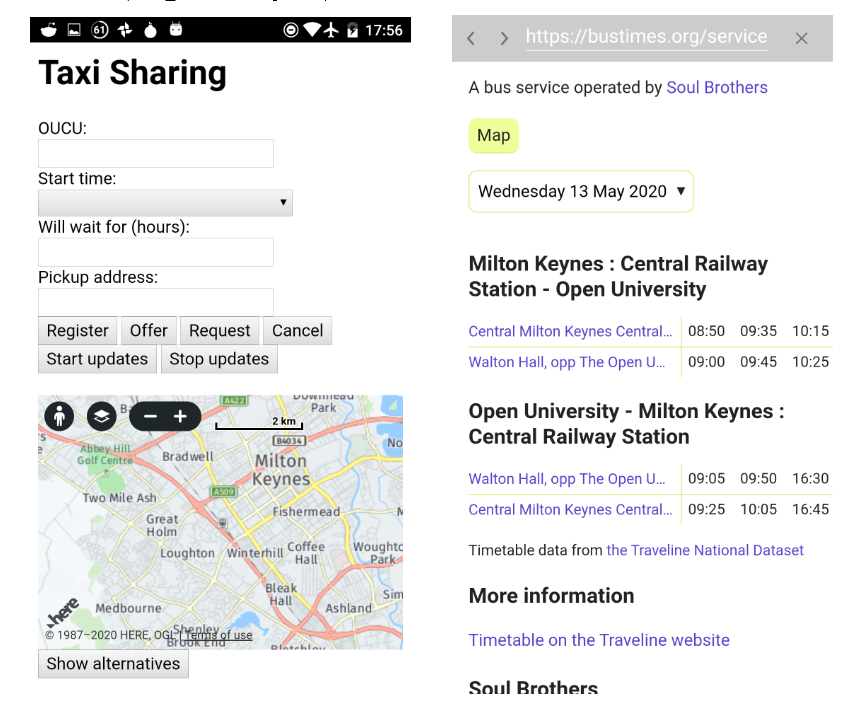 61
17:56
Taxi Sharing
OUCU:
Start time:
Will wait for (hours):
Pickup address:
Register Offer Request Cancel
Start updates Stop updates
A422
Park
2 km
B4034
Abbey Hill
Golf Centre
Bradwell
Milton
Keynes
No
A509
Two Mile Ash
Great
Holm
Fishermead
Loughton
Winterhill
Coffee
Hall
Woughto
Park
Bleak
Hall
Medbourne
Ashland
Sim
here
Shenley
Brook End
© 1987–2020 HERE, OGL | Terms of use
Bletchley
Show alternatives
https://bustimes.org/service
A bus service operated by Soul Brothers
Map
Wednesday 13 May 2020
Milton Keynes : Central Railway
Station - Open University
Central Milton Keynes Central... 08:50 09:35 10:15
Walton Hall, opp The Open U... 09:00 09:45 10:25
Open University - Milton Keynes :
Central Railway Station
Walton Hall, opp The Open U... 09:05 09:50 16:30
Central Milton Keynes Central... 09:25 10:05 16:45
Timetable data from the Traveline National Dataset
More information
Timetable on the Traveline website
Soul Brothers